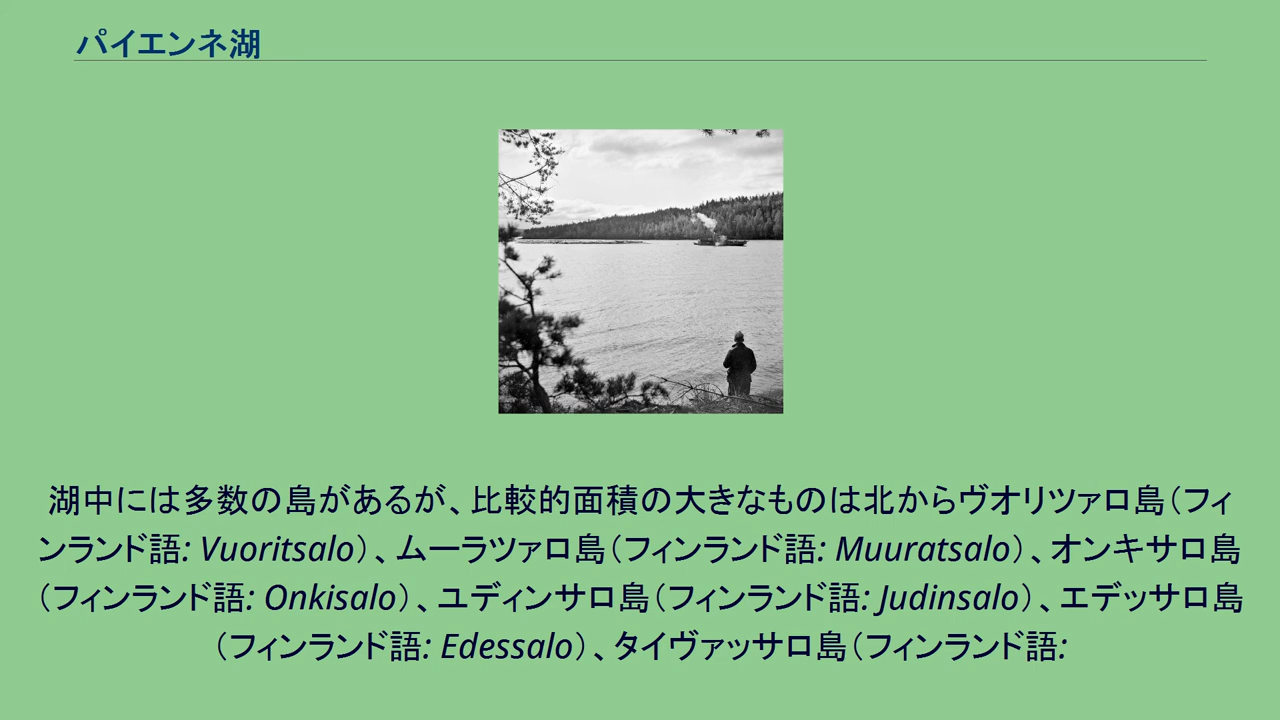 パイエンネ湖
湖中には多数の島があるが、比較的面積の大きなものは北からヴオリツァロ島（フィ
ンランド語: Vuoritsalo）、ムーラツァロ島（フィンランド語: Muuratsalo）、オンキサロ島
（フィンランド語: Onkisalo）、ユディンサロ島（フィンランド語: Judinsalo）、エデッサロ島
（フィンランド語: Edessalo）、タイヴァッサロ島（フィンランド語: